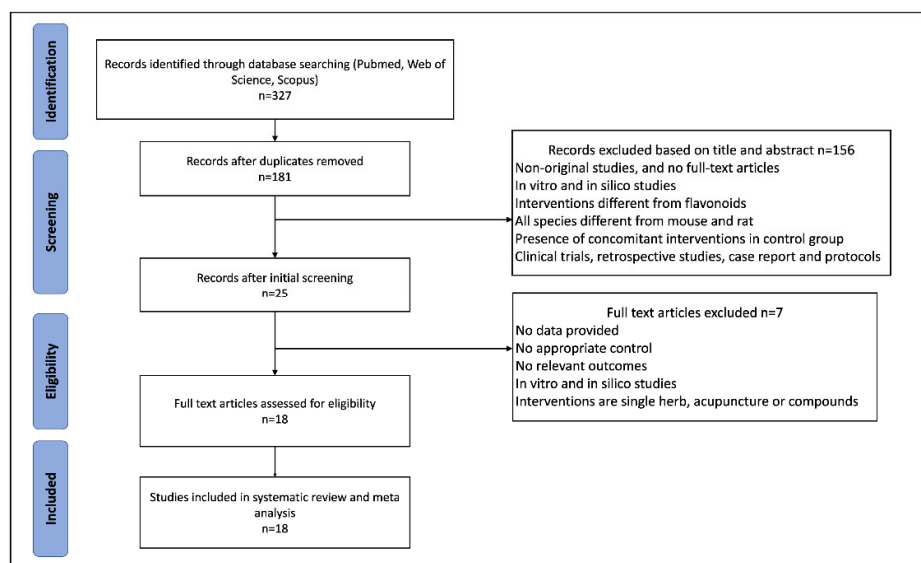 Identification
Records identified through database searching (Pubmed, Web of
Science, Scopus)
n=327
Screening
Records after duplicates removed
n=181
Records excluded based on title and abstract n=156
Non-original studies, and no full-text articles
In vitro and in silico studies
Interventions different from flavonoids
All species different from mouse and rat
Presence of concomitant interventions in control group
Clinical trials, retrospective studies, case report and protocols
Records after initial screening
n=25
Eligibility
Full text articles excluded n=7
No data provided
No appropriate control
No relevant outcomes
In vitro and in silico studies
Interventions are single herb, acupuncture or compounds
Full text articles assessed for eligibility
n=18
Included
Studies included in systematic review and meta
analysis
n=18